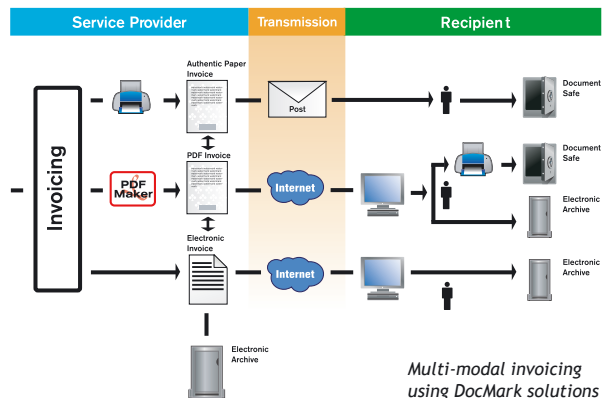 Service Provider
Transmission
Recipient
Authentic Paper
Invoice
Post
Document
Safe
Invoicing
PDF
Maker
PDF Invoice
Internet
Document
Safe
Electronic
Archive
Electronic
Invoice
Internet
Electronic
Archive
Electronic
Archive
Multi-modal invoicing
using DocMark solutions